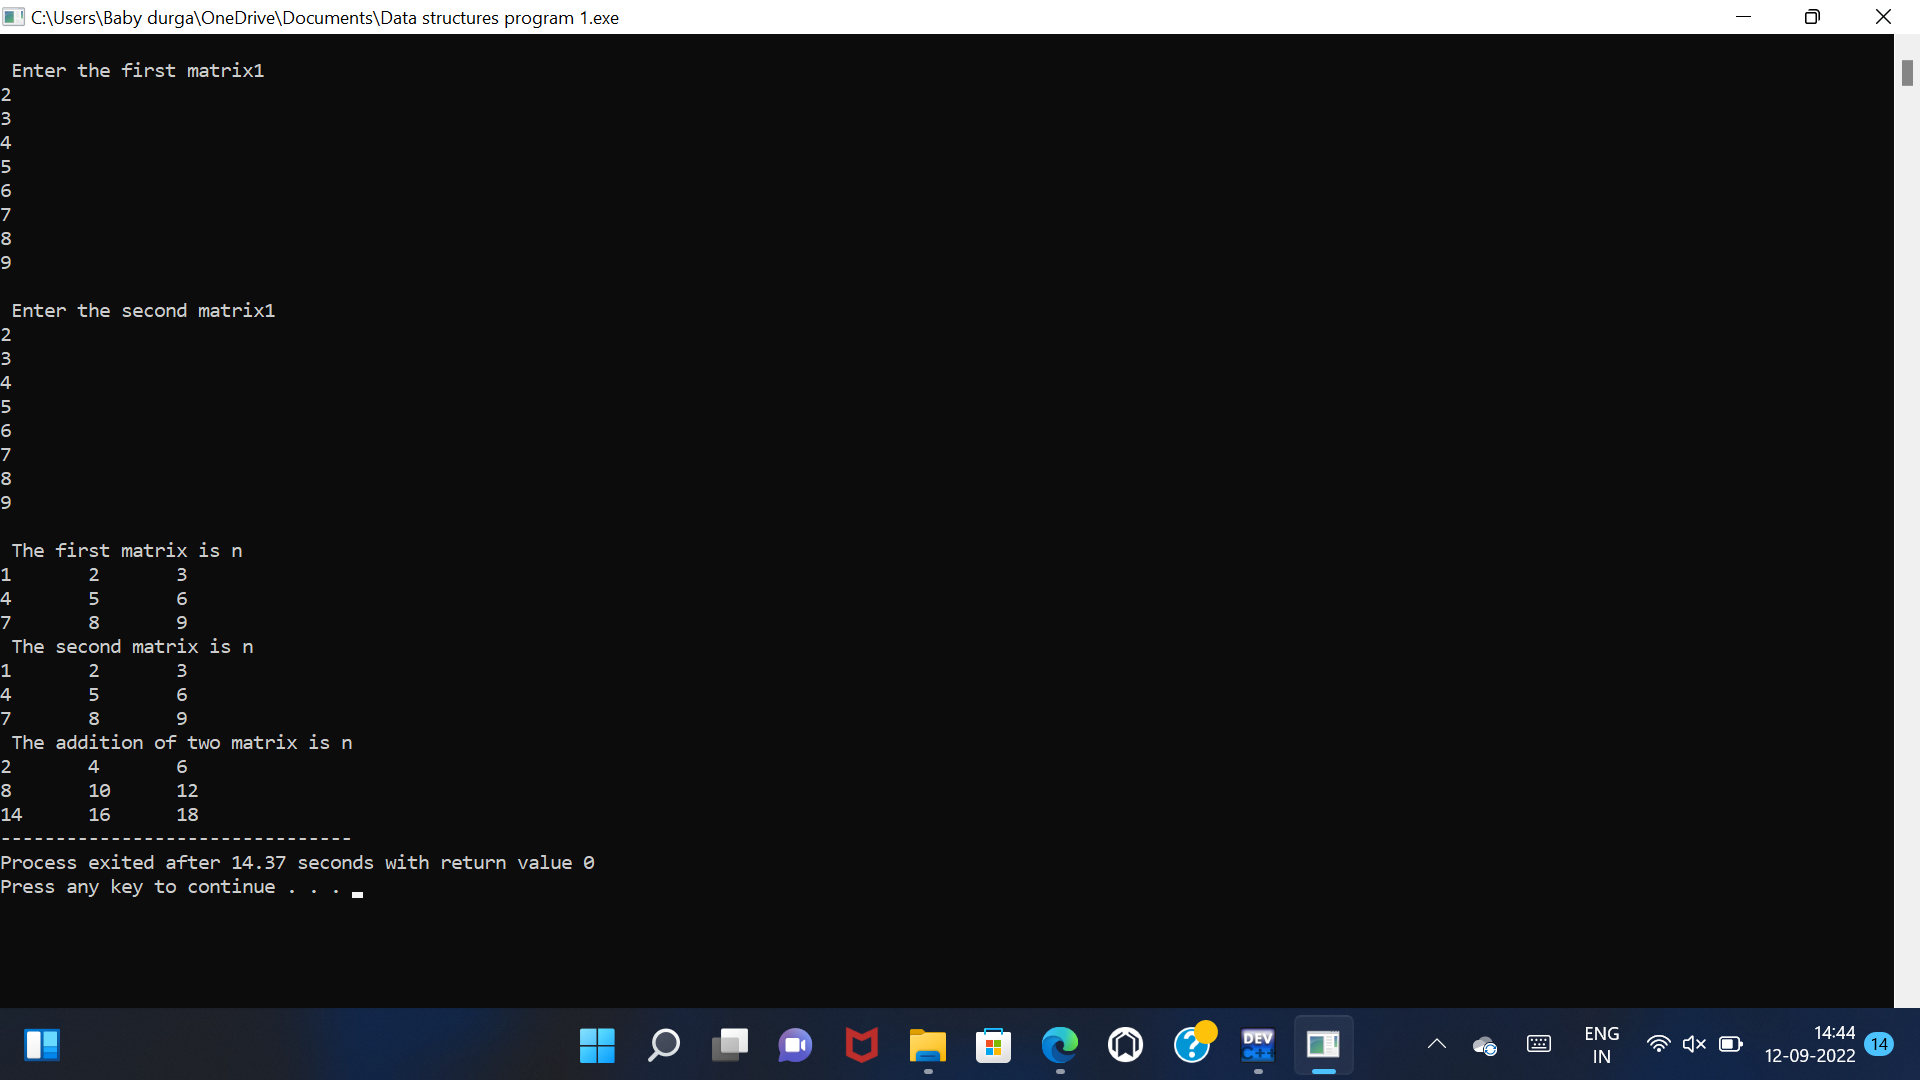 C:\Users\Baby durga\OneDrive\Documents\Data structures program 1.exe
Enter the first matrix1
2
3
4
5
6
7
8
9
Enter the second matrix1
2
3
4
5
6
7
8
9
The first matrix is n
1 2 3
4 5 6
7 8 9
The second matrix is n
1 2 3
4 5 6
7 8 9
The addition of two matrix is n
2 4 6
8 10 12
14 16 18
--------------------------------
Process exited after 14.37 seconds with return value 0
Press any key to continue . . .
DEV
C++
ENG
IN
14:44
12-09-2022
14